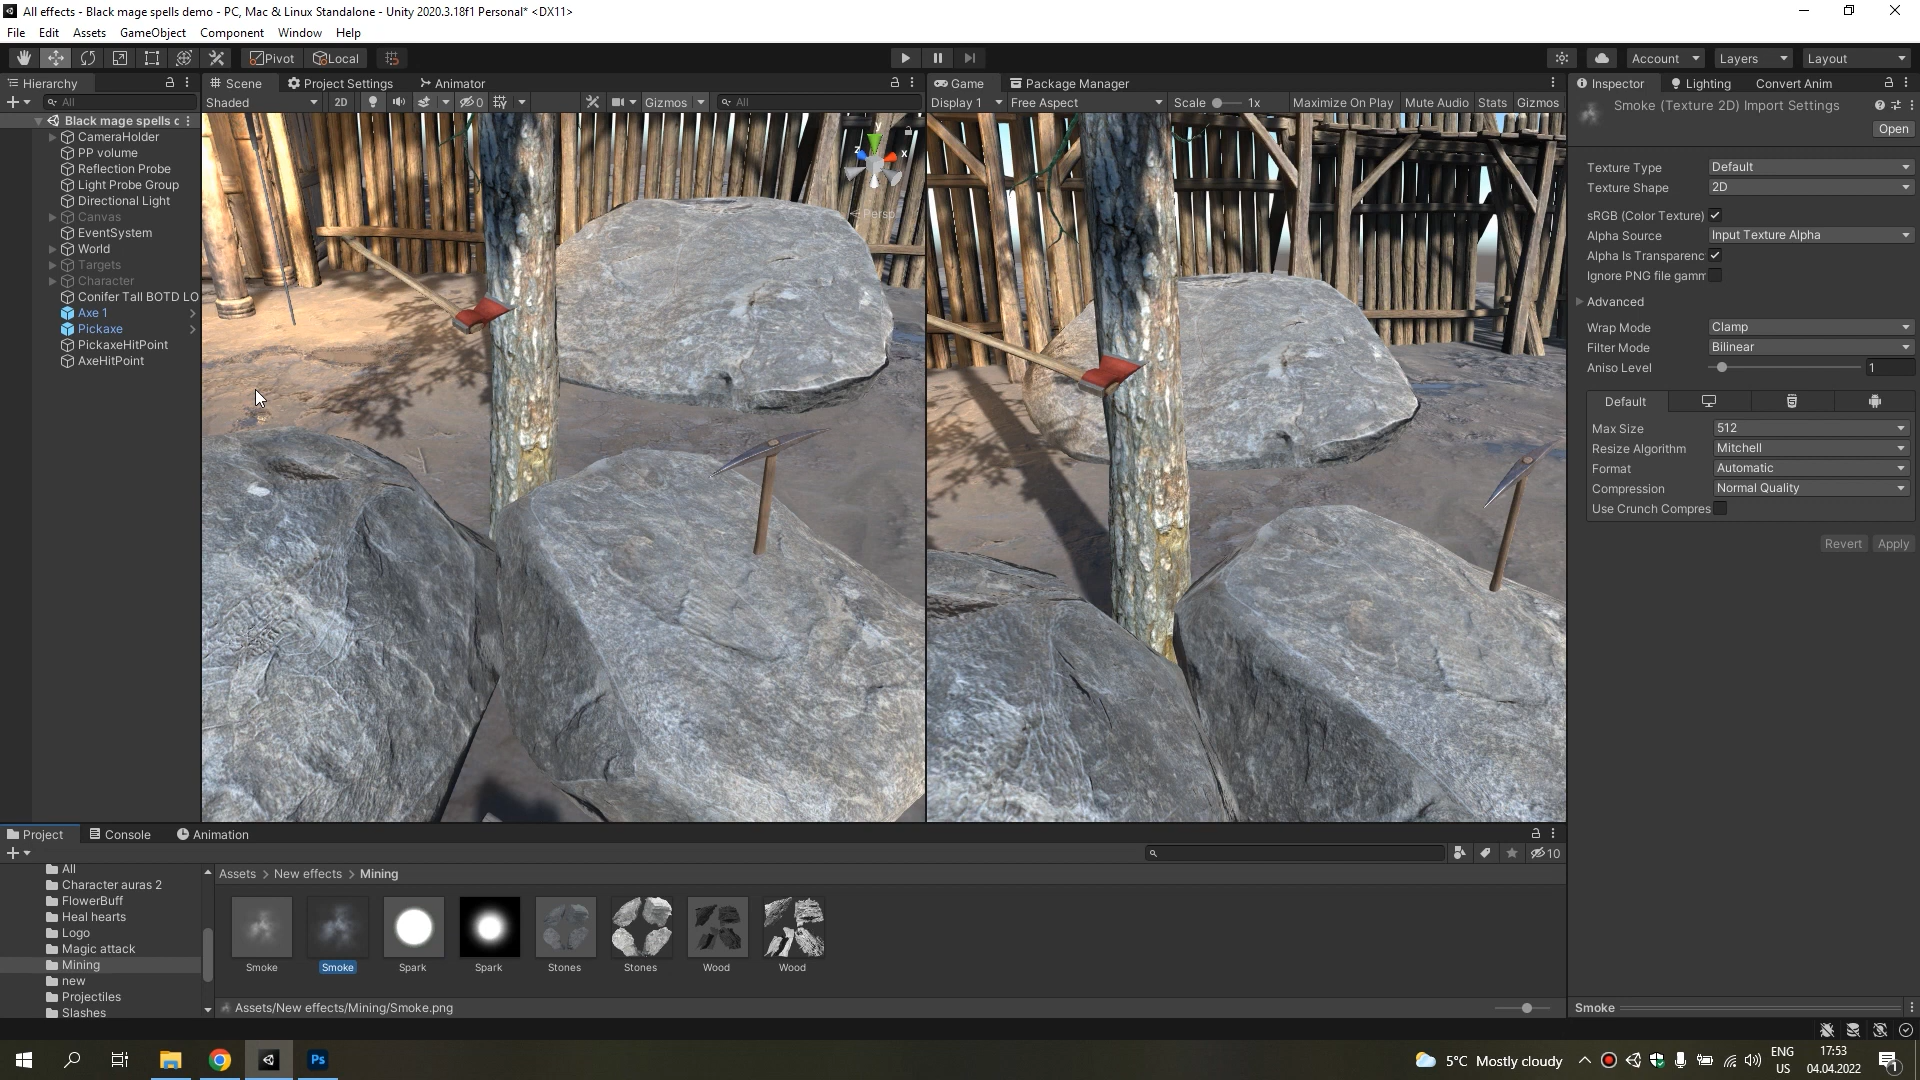 All effects - Black mage spells demo - PC, Mac & Linux Standalone - Unity 2020.3.18f1 Personal* <DX11>
File Edit Assets GameObject Component Window Help
Pivot Local Account Layers Layout
Hierarchy Scene Project Settings Animator Game Package Manager Inspector Lighting Convert Anim
All Shaded 2D 0 Gizmos All Display 1 Free Aspect Scale 1x Maximize On Play Mute Audio Stats Gizmos
Smoke (Texture 2D) Import Settings
Open
Black mage spells c
CameraHolder
PP volume
Reflection Probe
Light Probe Group
Directional Light
Canvas
EventSystem
World
Targets
Character
Conifer Tall BOTD LO
Axe 1
Pickaxe
PickaxeHitPoint
AxeHitPoint
y
z x
< Persp
Texture Type Default
Texture Shape 2D
sRGB (Color Texture)
Alpha Source Input Texture Alpha
Alpha Is Transparenc
Ignore PNG file gamm
Advanced
Wrap Mode Clamp
Filter Mode Bilinear
Aniso Level 1
Default
Max Size 512
Resize Algorithm Mitchell
Format Automatic
Compression Normal Quality
Use Crunch Compres
Revert Apply
Project Console Animation
10
All
Character auras 2
FlowerBuff
Heal hearts
Logo
Magic attack
Mining
new
Projectiles
Slashes
Assets > New effects > Mining
Smoke Smoke Spark Spark Stones Stones Wood Wood
Assets/New effects/Mining/Smoke.png
Smoke
Ps
5°C Mostly cloudy
ENG
US
17:53
04.04.2022
1